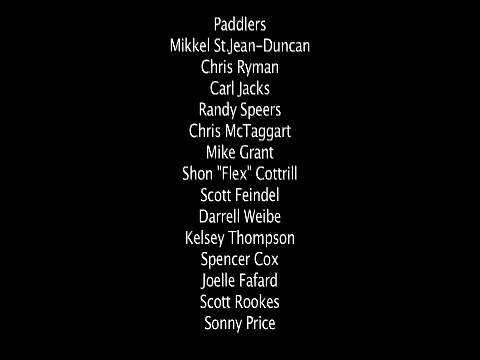 Paddlers
Mikkel St.Jean-Duncan
Chris Ryman
Carl Jacks
Randy Speers
Chris McTaggart
Mike Grant
Shon "Flex" Cottrill
Scott Feindel
Darrell Weibe
Kelsey Thompson
Spencer Cox
Joelle Fafard
Scott Rookes
Sonny Price